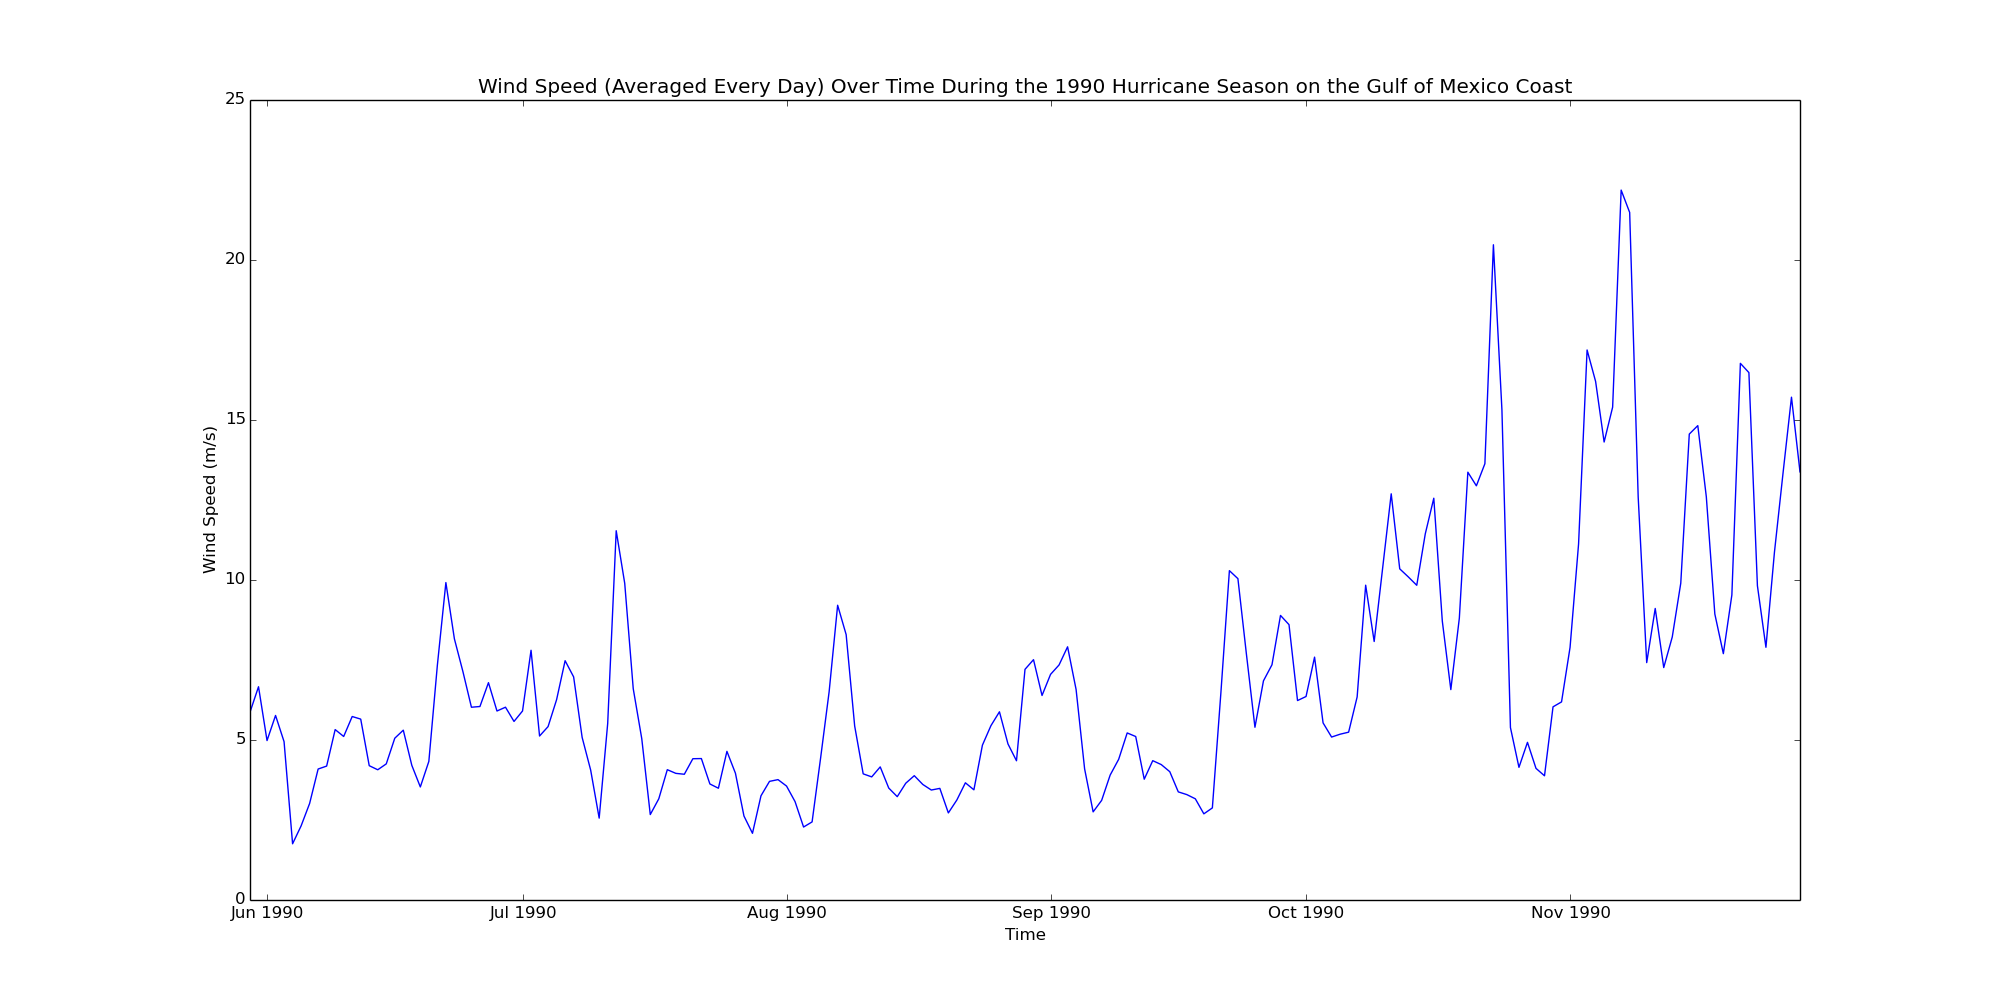 Wind Speed (Averaged Every Day) Over Time During the 1990 Hurricane Season on the Gulf of Mexico Coast
25
20
15
10
5
0
Wind Speed (m/s)
Jun 1990 Jul 1990 Aug 1990 Sep 1990 Oct 1990 Nov 1990
Time